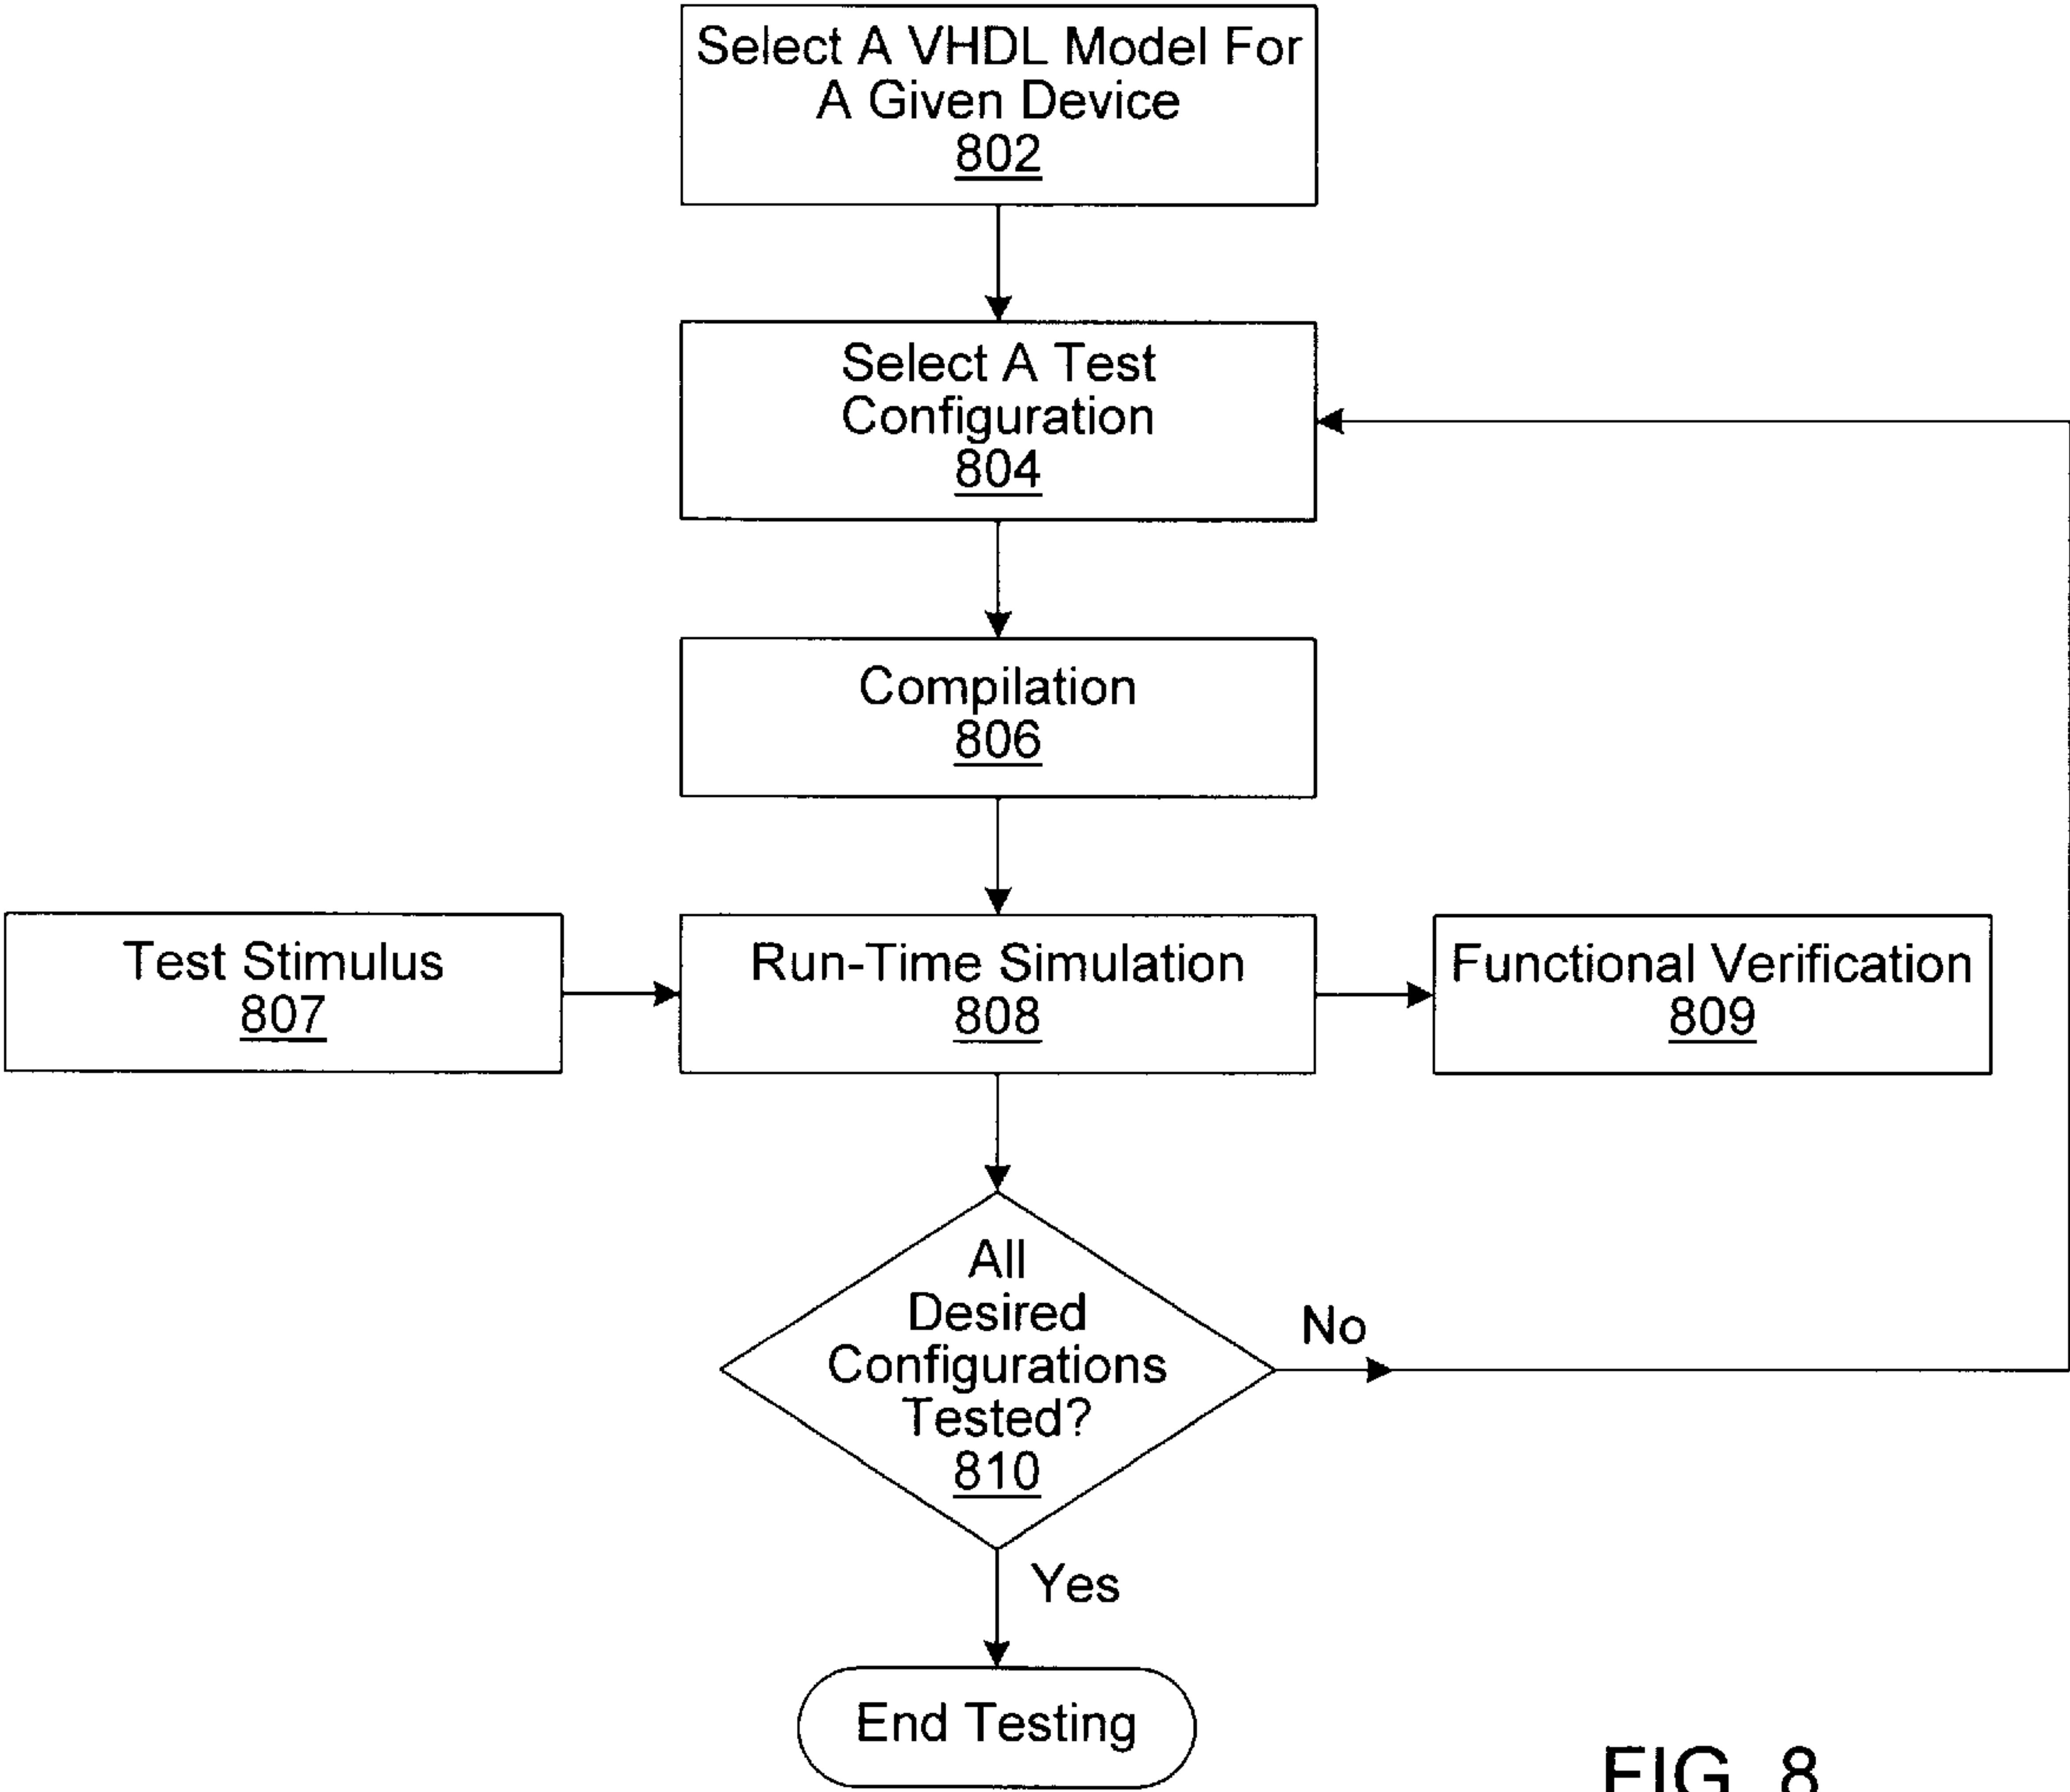 Select A VHDL Model For
A Given Device
802
Select A Test
Configuration
804
Compilation
806
Test Stimulus
807
Run-Time Simulation
808
Functional Verification
809
All
Desired
Configurations
Tested?
810
No
Yes
End Testing
FIG. 8